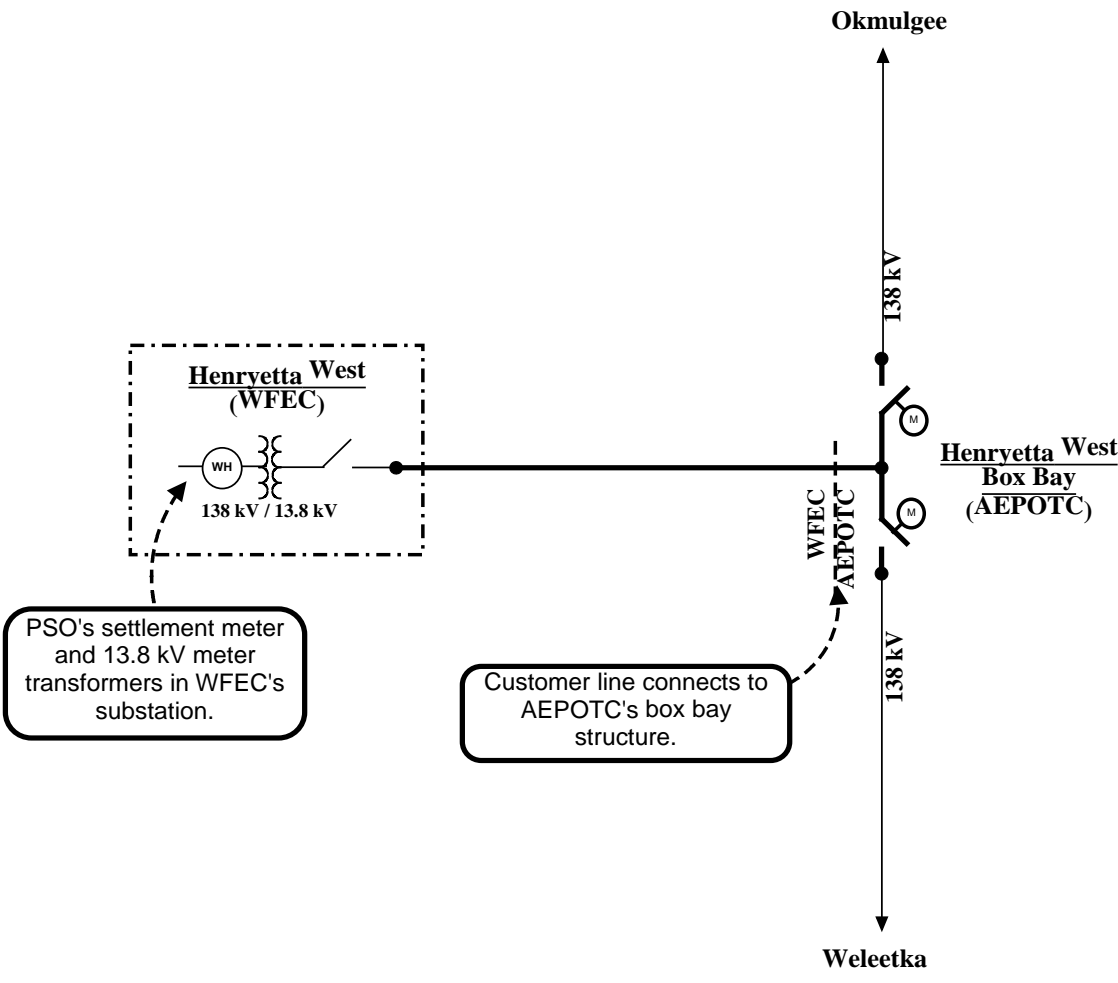 Okmulgee
138 kV
Henryetta West
(WFEC)
WH
138 kV / 13.8 kV
M
Henryetta West
Box Bay
(AEPOTC)
M
WFEC
AEPOTC
PSO's settlement meter
and 13.8 kV meter
transformers in WFEC's
substation.
Customer line connects to
AEPOTC's box bay
structure.
138 kV
Weleetka